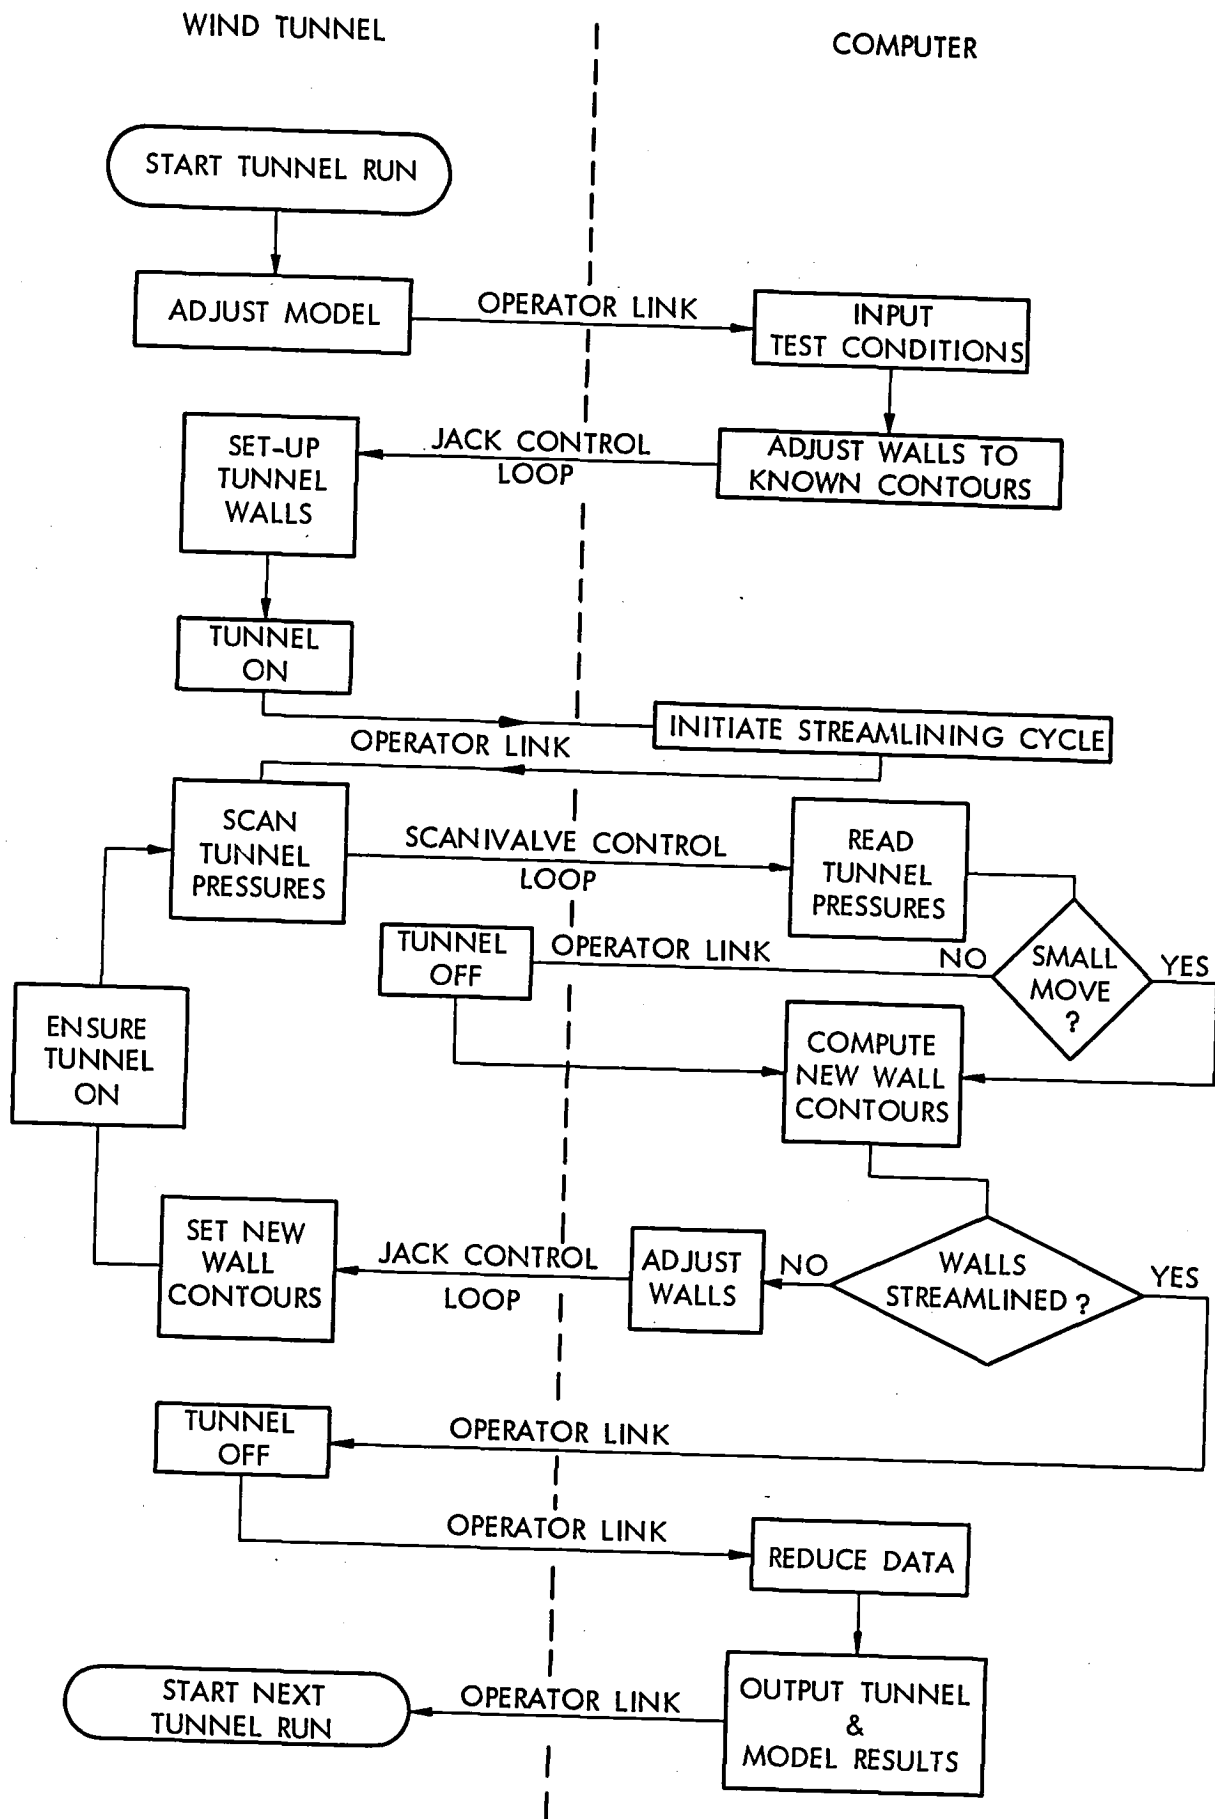 WIND TUNNEL
COMPUTER
START TUNNEL RUN
ADJUST MODEL
OPERATOR LINK
INPUT
TEST CONDITIONS
SET-UP
TUNNEL
WALLS
JACK CONTROL
LOOP
ADJUST WALLS TO
KNOWN CONTOURS
TUNNEL
ON
OPERATOR LINK
INITIATE STREAMLINING CYCLE
SCAN
TUNNEL
PRESSURES
SCANIVALVE CONTROL
LOOP
READ
TUNNEL
PRESSURES
TUNNEL
OFF
OPERATOR LINK
NO
SMALL
MOVE
?
YES
ENSURE
TUNNEL
ON
COMPUTE
NEW WALL
CONTOURS
SET NEW
WALL
CONTOURS
JACK CONTROL
LOOP
ADJUST
WALLS
NO
WALLS
STREAMLINED ?
YES
TUNNEL
OFF
OPERATOR LINK
OPERATOR LINK
REDUCE DATA
START NEXT
TUNNEL RUN
OPERATOR LINK
OUTPUT TUNNEL
&
MODEL RESULTS